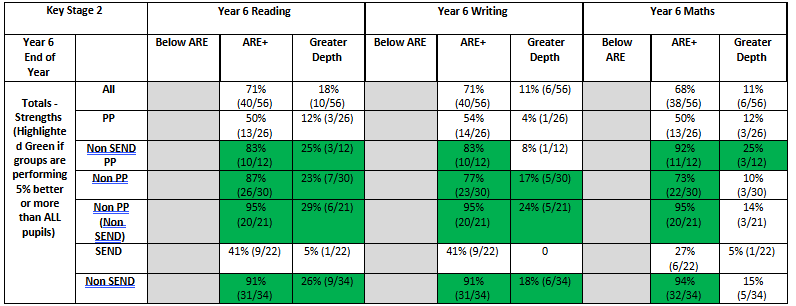 Key Stage 2 Year 6 Reading Year 6 Writing Year 6 Maths
Year 6 End of Year Below ARE ARE+ Greater Depth Below ARE ARE+ Greater Depth Below ARE ARE+ Greater Depth
Totals - Strengths (Highlighte d Green if groups are performing 5% better or more than ALL pupils)
All 71% (40/56) 18% (10/56) 71% (40/56) 11% (6/56) 68% (38/56) 11% (6/56)
PP 50% (13/26) 12% (3/26) 54% (14/26) 4% (1/26) 50% (13/26) 12% (3/26)
Non SEND PP 83% (10/12) 25% (3/12) 83% (10/12) 8% (1/12) 92% (11/12) 25% (3/12)
Non PP 87% (26/30) 23% (7/30) 77% (23/30) 17% (5/30) 73% (22/30) 10% (3/30)
Non PP (Non SEND) 95% (20/21) 29% (6/21) 95% (20/21) 24% (5/21) 95% (20/21) 14% (3/21)
SEND 41% (9/22) 5% (1/22) 41% (9/22) 0 27% (6/22) 5% (1/22)
Non SEND 91% (31/34) 26% (9/34) 91% (31/34) 18% (6/34) 94% (32/34) 15% (5/34)